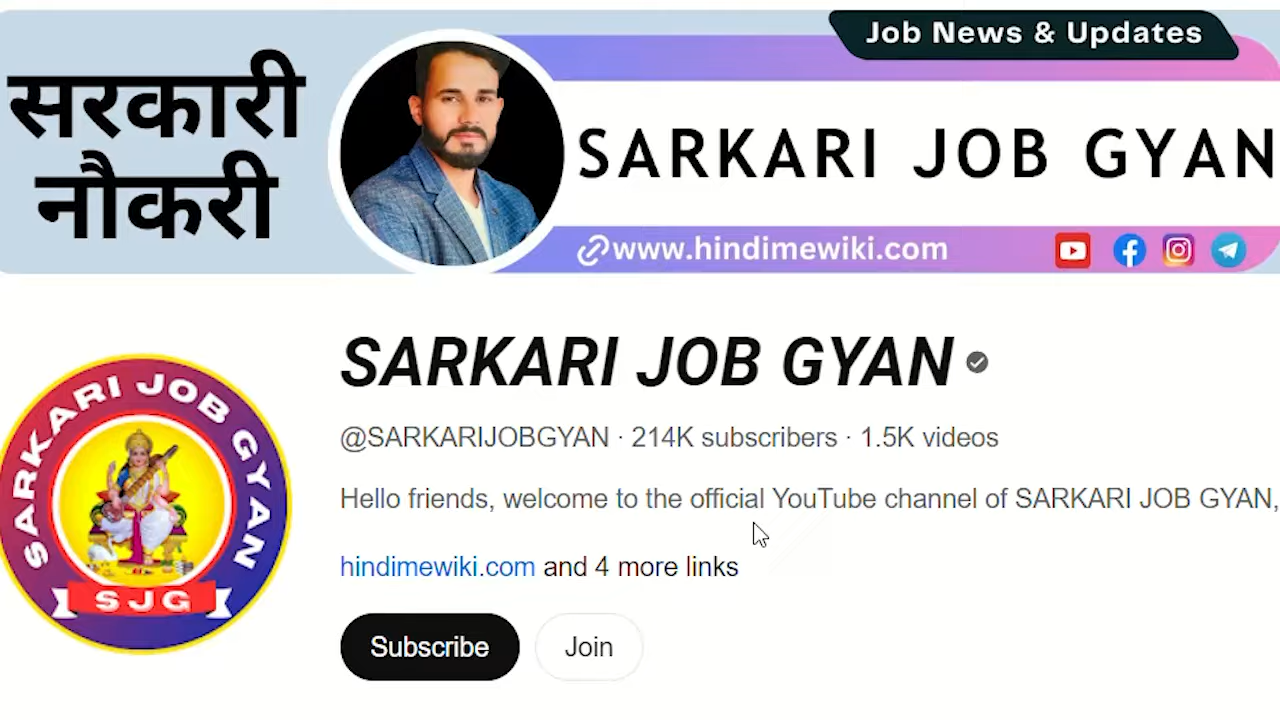 Job News & Updates
सरकारी
नौकरी
SARKARI JOB GYAN
www.hindimewiki.com
SARKARI JOB GYAN
@SARKARIJOBGYAN · 214K subscribers · 1.5K videos
Hello friends, welcome to the official YouTube channel of SARKARI JOB GYAN,
hindimewiki.com and 4 more links
Subscribe
Join
SARKARI JOB GYAN
SJG